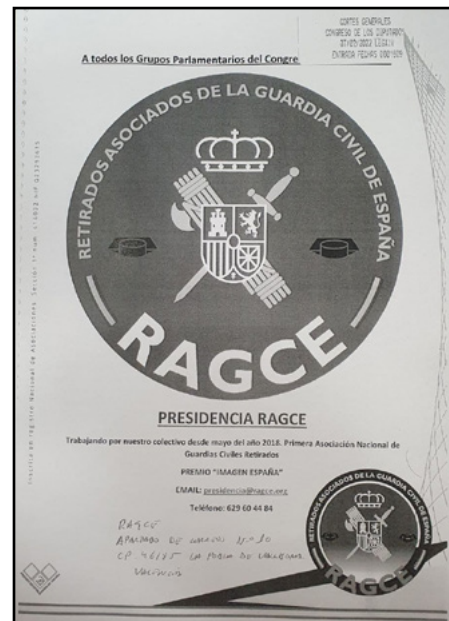 CORTES GENERALES
CONGRESO DE LOS DIPUTADOS
A todos los Grupos Parlamentarios del Congre
RETIRADOS ASOCIADOS DE LA GUARDIA CIVIL DE ESPAÑA
RAGCE
PRESIDENCIA RAGCE
Trabajando por nuestro colectivo desde mayo del año 2018. Primera Asociación Nacional de
Guardias Civiles Retirados
PREMIO "IMAGEN ESPAÑA"
EMAIL: presidencia@ragce.org
Teléfono: 629 60 44 84
RAGCE
APARTADO DE CORREOS Nº 10
VALENCIA
RETIRADOS ASOCIADOS DE LA GUARDIA CIVIL DE ESPAÑA
RAGCE